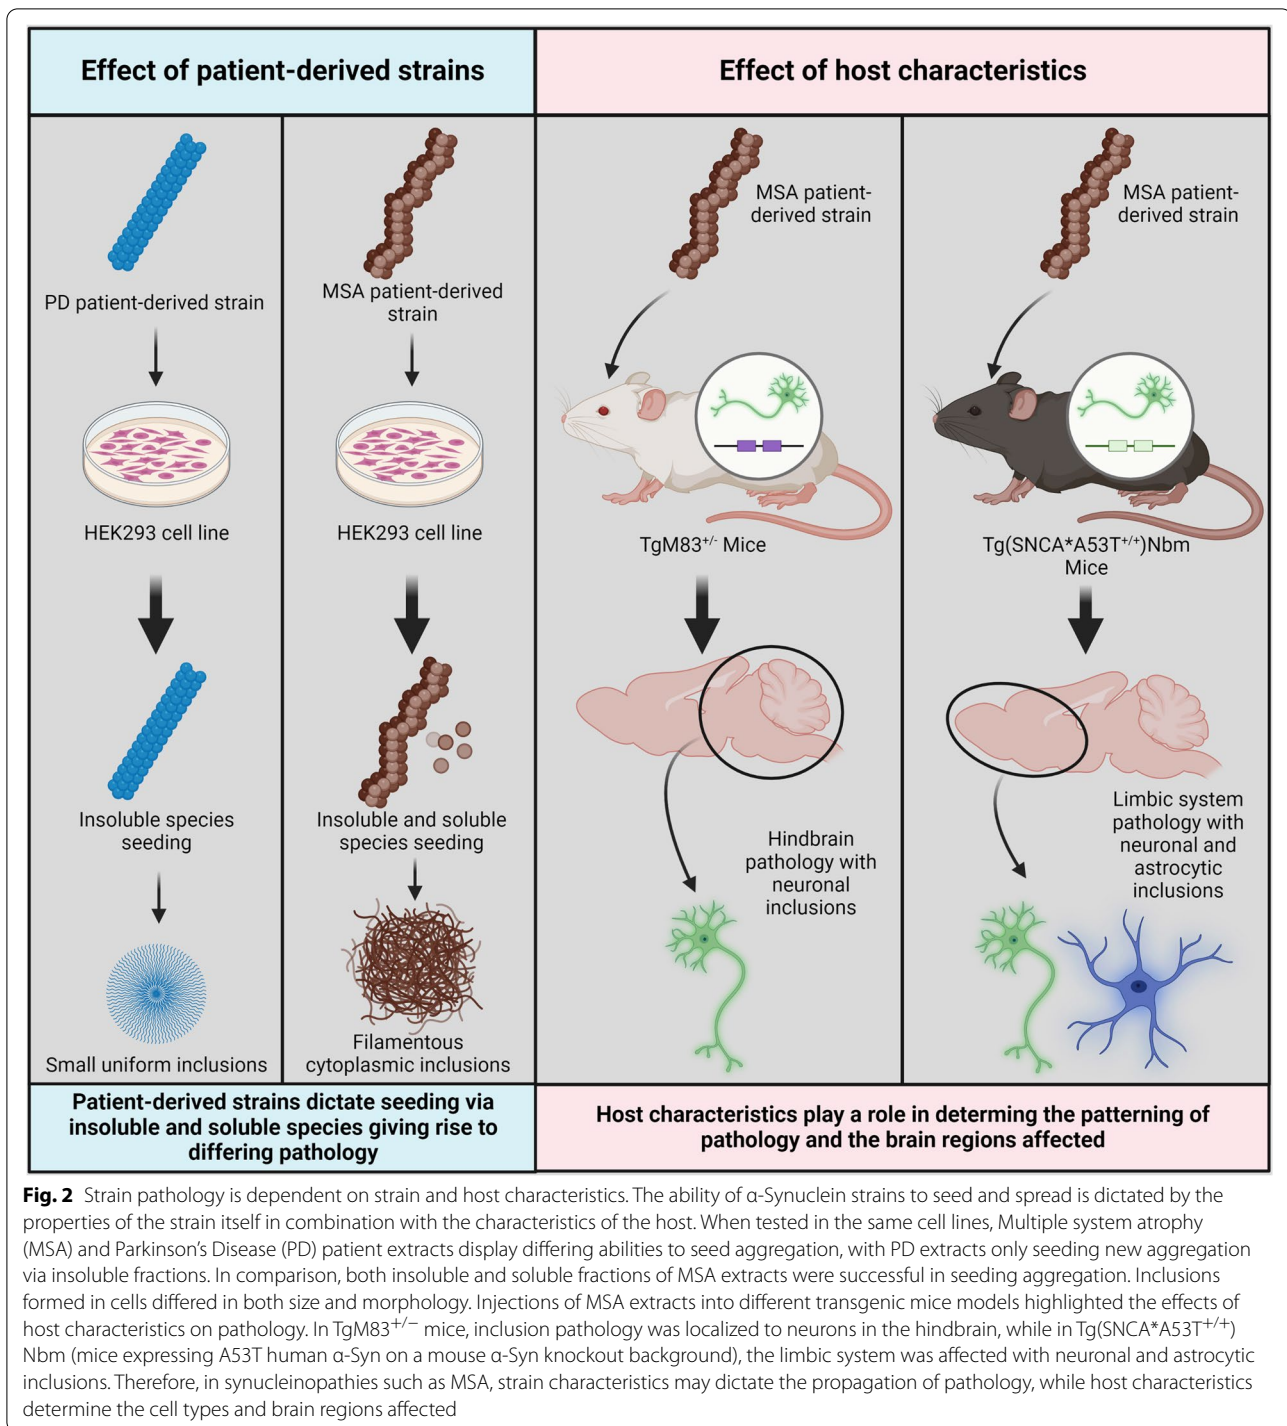 Effect of patient-derived strains
Effect of host characteristics
PD patient-derived strain
HEK293 cell line
Insoluble species
seeding
Small uniform inclusions
MSA patient-derived
strain
HEK293 cell line
Insoluble and soluble
species seeding
Filamentous
cytoplasmic inclusions
MSA patient-
derived strain
TgM83+/- Mice
Hindbrain
pathology with
neuronal
inclusions
MSA patient-
derived strain
Tg(SNCA*A53T+/+)Nbm
Mice
Limbic system
pathology with
neuronal and
astrocytic
inclusions
Patient-derived strains dictate seeding via
insoluble and soluble species giving rise to
differing pathology
Host characteristics play a role in determing the patterning of
pathology and the brain regions affected
Fig. 2 Strain pathology is dependent on strain and host characteristics. The ability of α-Synuclein strains to seed and spread is dictated by the
properties of the strain itself in combination with the characteristics of the host. When tested in the same cell lines, Multiple system atrophy
(MSA) and Parkinson's Disease (PD) patient extracts display differing abilities to seed aggregation, with PD extracts only seeding new aggregation
via insoluble fractions. In comparison, both insoluble and soluble fractions of MSA extracts were successful in seeding aggregation. Inclusions
formed in cells differed in both size and morphology. Injections of MSA extracts into different transgenic mice models highlighted the effects of
host characteristics on pathology. In TgM83+/− mice, inclusion pathology was localized to neurons in the hindbrain, while in Tg(SNCA*A53T+/+)
Nbm (mice expressing A53T human α-Syn on a mouse α-Syn knockout background), the limbic system was affected with neuronal and astrocytic
inclusions. Therefore, in synucleinopathies such as MSA, strain characteristics may dictate the propagation of pathology, while host characteristics
determine the cell types and brain regions affected